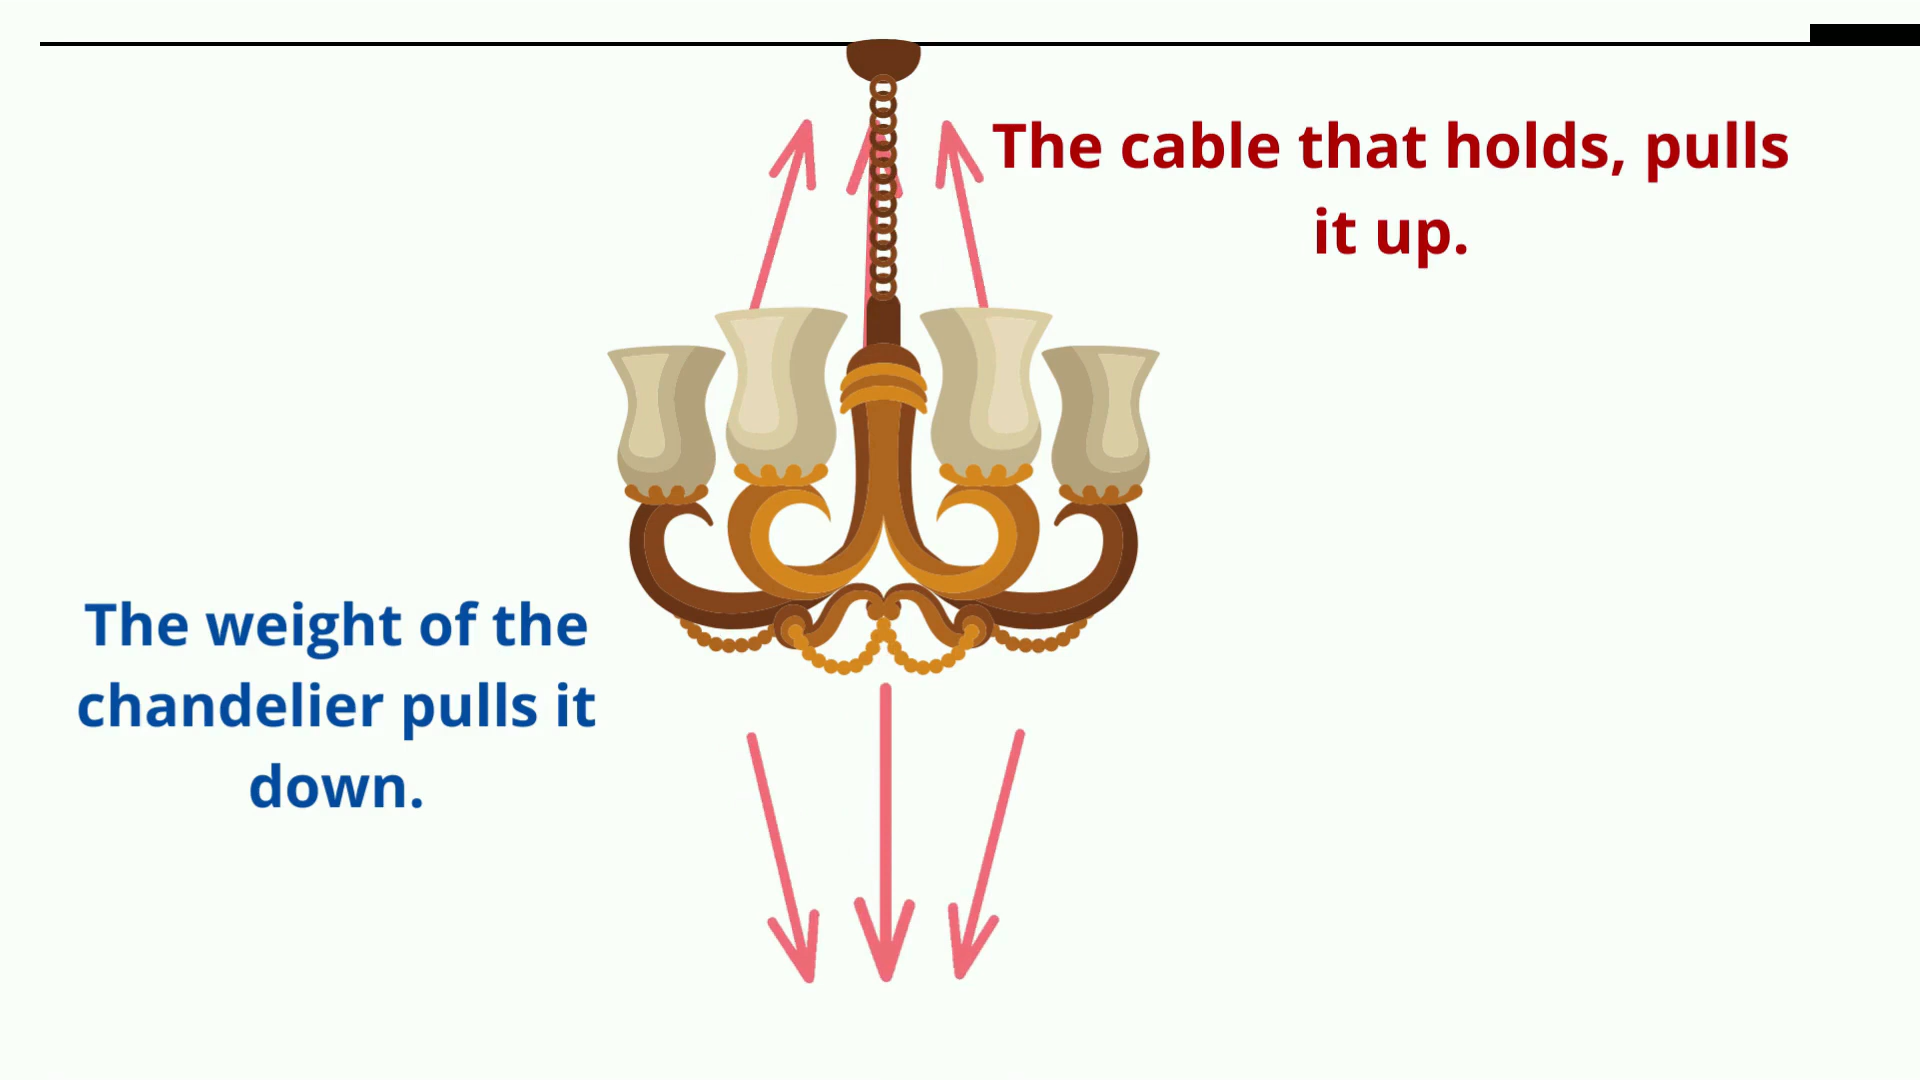 The cable that holds, pulls
it up.
The weight of the
chandelier pulls it
down.